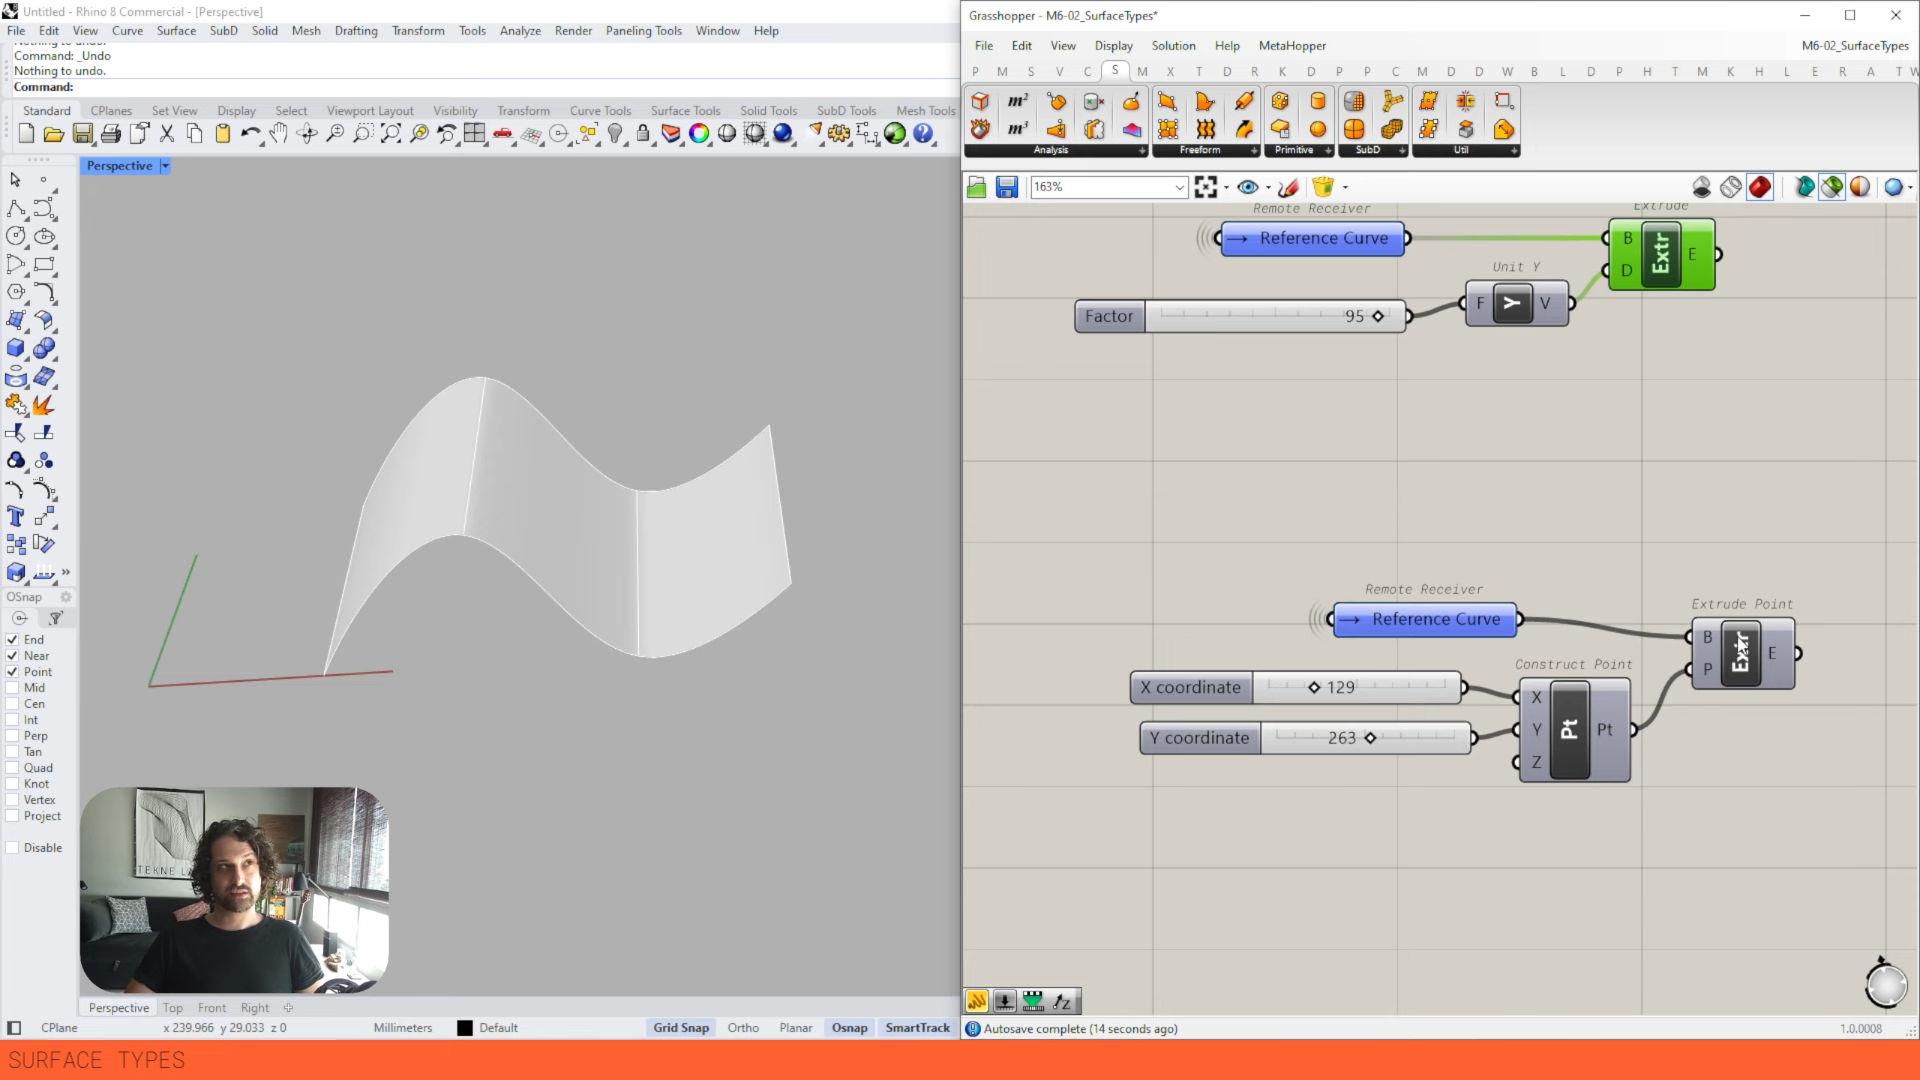 Untitled - Rhino 8 Commercial - [Perspective]
File Edit View Curve Surface SubD Solid Mesh Drafting Transform Tools Analyze Render Paneling Tools Window Help
Nothing to undo.
Command: _Undo
Nothing to undo.
Command:
Standard CPlanes Set View Display Select Viewport Layout Visibility Transform Curve Tools Surface Tools Solid Tools SubD Tools Mesh Tools
Perspective
OSnap
End
Near
Point
Mid
Cen
Int
Perp
Tan
Quad
Knot
Vertex
Project
Disable
Perspective Top Front Right
CPlane x 239.966 y 29.033 z 0 Millimeters Default Grid Snap Ortho Planar Osnap SmartTrack
Grasshopper - M6-02_SurfaceTypes*
File Edit View Display Solution Help MetaHopper M6-02_SurfaceTypes
P M S V C S M X T D R K D P P C M D D W B L D P H T M K H L E R A T W
m²
m³
Analysis Freeform Primitive SubD Util
163%
Remote Receiver
Reference Curve
Extrude
B
D
Extr
E
Unit Y
F Y V
Factor 95
Remote Receiver
Reference Curve
Extrude Point
B
P
Extr
E
Construct Point
X coordinate 129
Y coordinate 263
X
Y
Z
Pt
Pt
Autosave complete (14 seconds ago) 1.0.0008
TEKNE
SURFACE TYPES